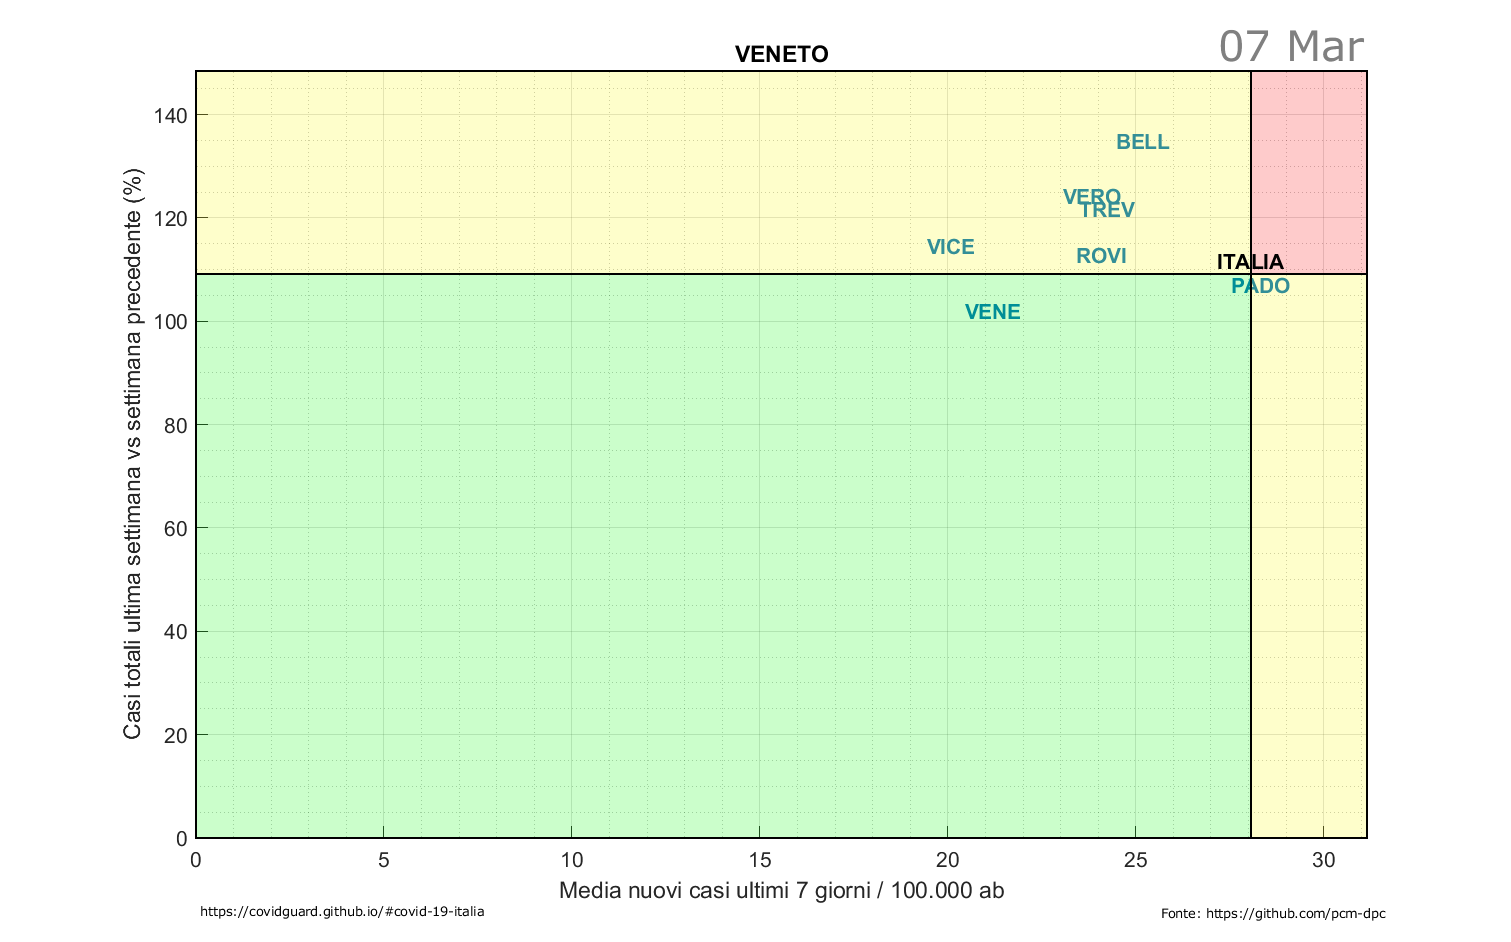 07 Mar
VENETO
Casi totali ultima settimana vs settimana precedente (%)
140
120
100
80
60
40
20
0
BELL
VERO
TREV
VICE
ROVI
ITALIA
PADO
VENE
0 5 10 15 20 25 30
Media nuovi casi ultimi 7 giorni / 100.000 ab
https://covidguard.github.io/#covid-19-italia
Fonte: https://github.com/pcm-dpc